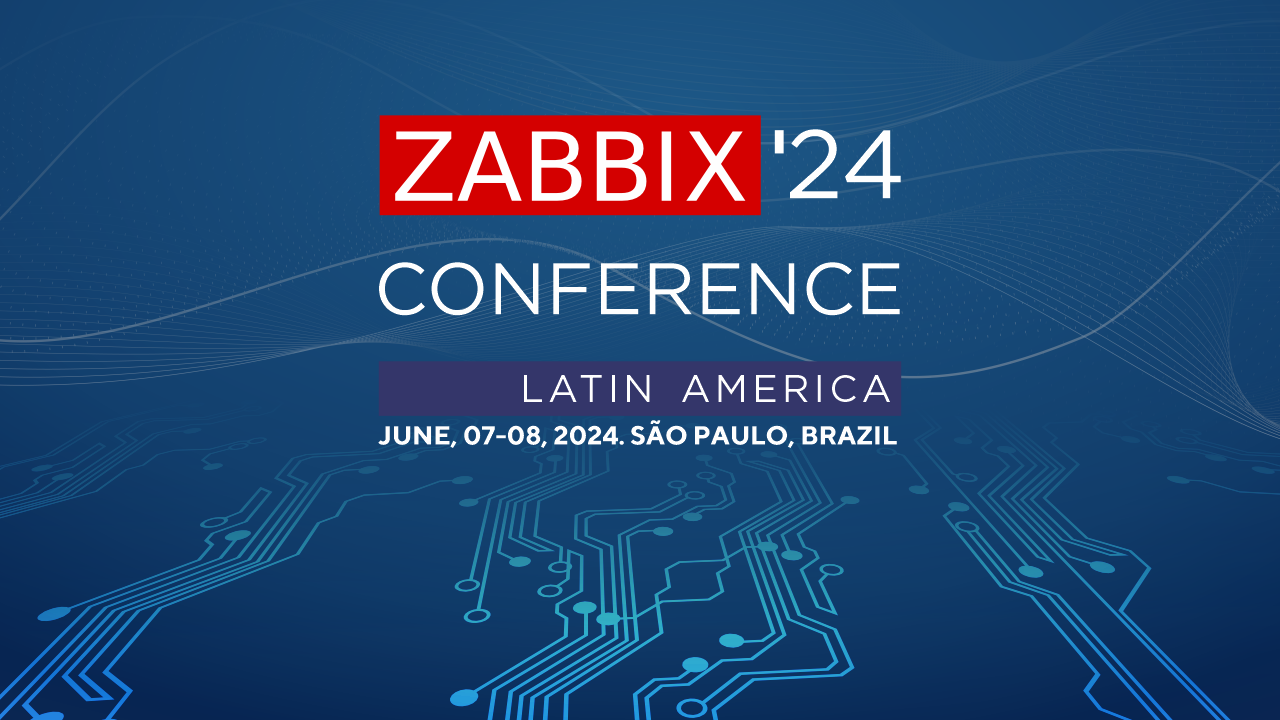 ZABBIX '24
CONFERENCE
LATIN AMERICA
JUNE, 07-08, 2024. SÃO PAULO, BRAZIL